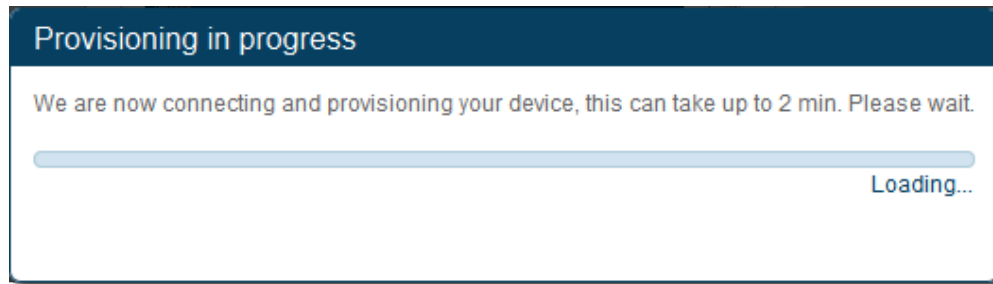 Provisioning in progress
We are now connecting and provisioning your device, this can take up to 2 min. Please wait.
Loading...